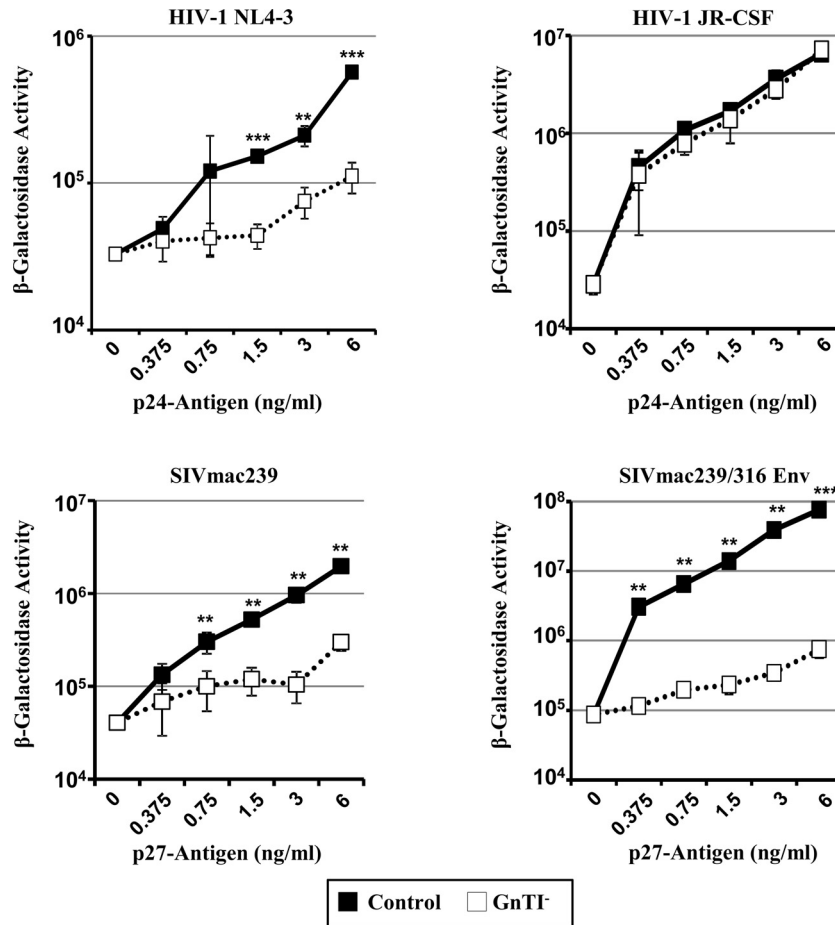 HIV-1 NL4-3
β-Galactosidase Activity
10⁶
10⁵
10⁴
*** ** ***
0 0.375 0.75 1.5 3 6
p24-Antigen (ng/ml)
HIV-1 JR-CSF
β-Galactosidase Activity
10⁷
10⁶
10⁵
10⁴
0 0.375 0.75 1.5 3 6
p24-Antigen (ng/ml)
SIVmac239
β-Galactosidase Activity
10⁷
10⁶
10⁵
10⁴
** ** ** **
0 0.375 0.75 1.5 3 6
p27-Antigen (ng/ml)
SIVmac239/316 Env
β-Galactosidase Activity
10⁸
10⁷
10⁶
10⁵
10⁴
** ** ** ** ***
0 0.375 0.75 1.5 3 6
p27-Antigen (ng/ml)
Control GnTI⁻